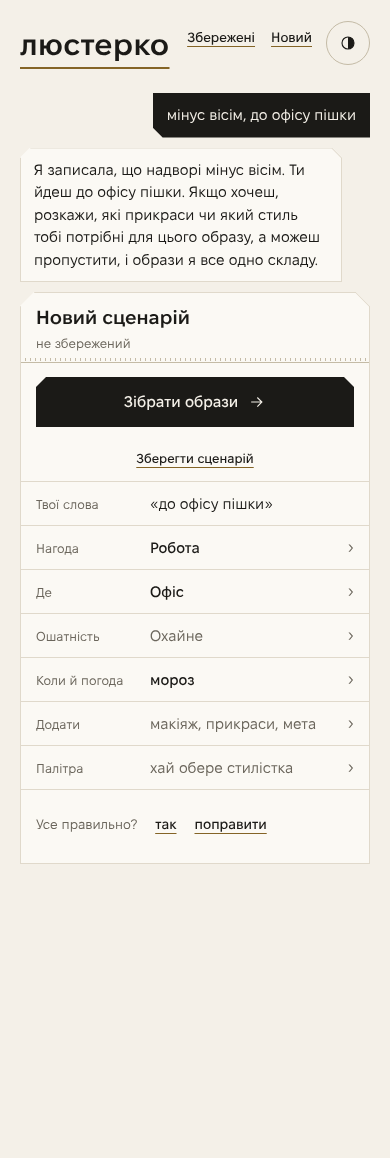 люстерко
Збережені
Новий
мінус вісім, до офісу пішки
Я записала, що надворі мінус вісім. Ти
йдеш до офісу пішки. Якщо хочеш,
розкажи, які прикраси чи який стиль
тобі потрібні для цього образу, а можеш
пропустити, і образи я все одно складу.
Новий сценарій
не збережений
Зібрати образи →
Зберегти сценарій
Твої слова «до офісу пішки»
Нагода Робота ›
Де Офіс ›
Ошатність Охайне ›
Коли й погода мороз ›
Додати макіяж, прикраси, мета ›
Палітра хай обере стилістка ›
Усе правильно? так поправити